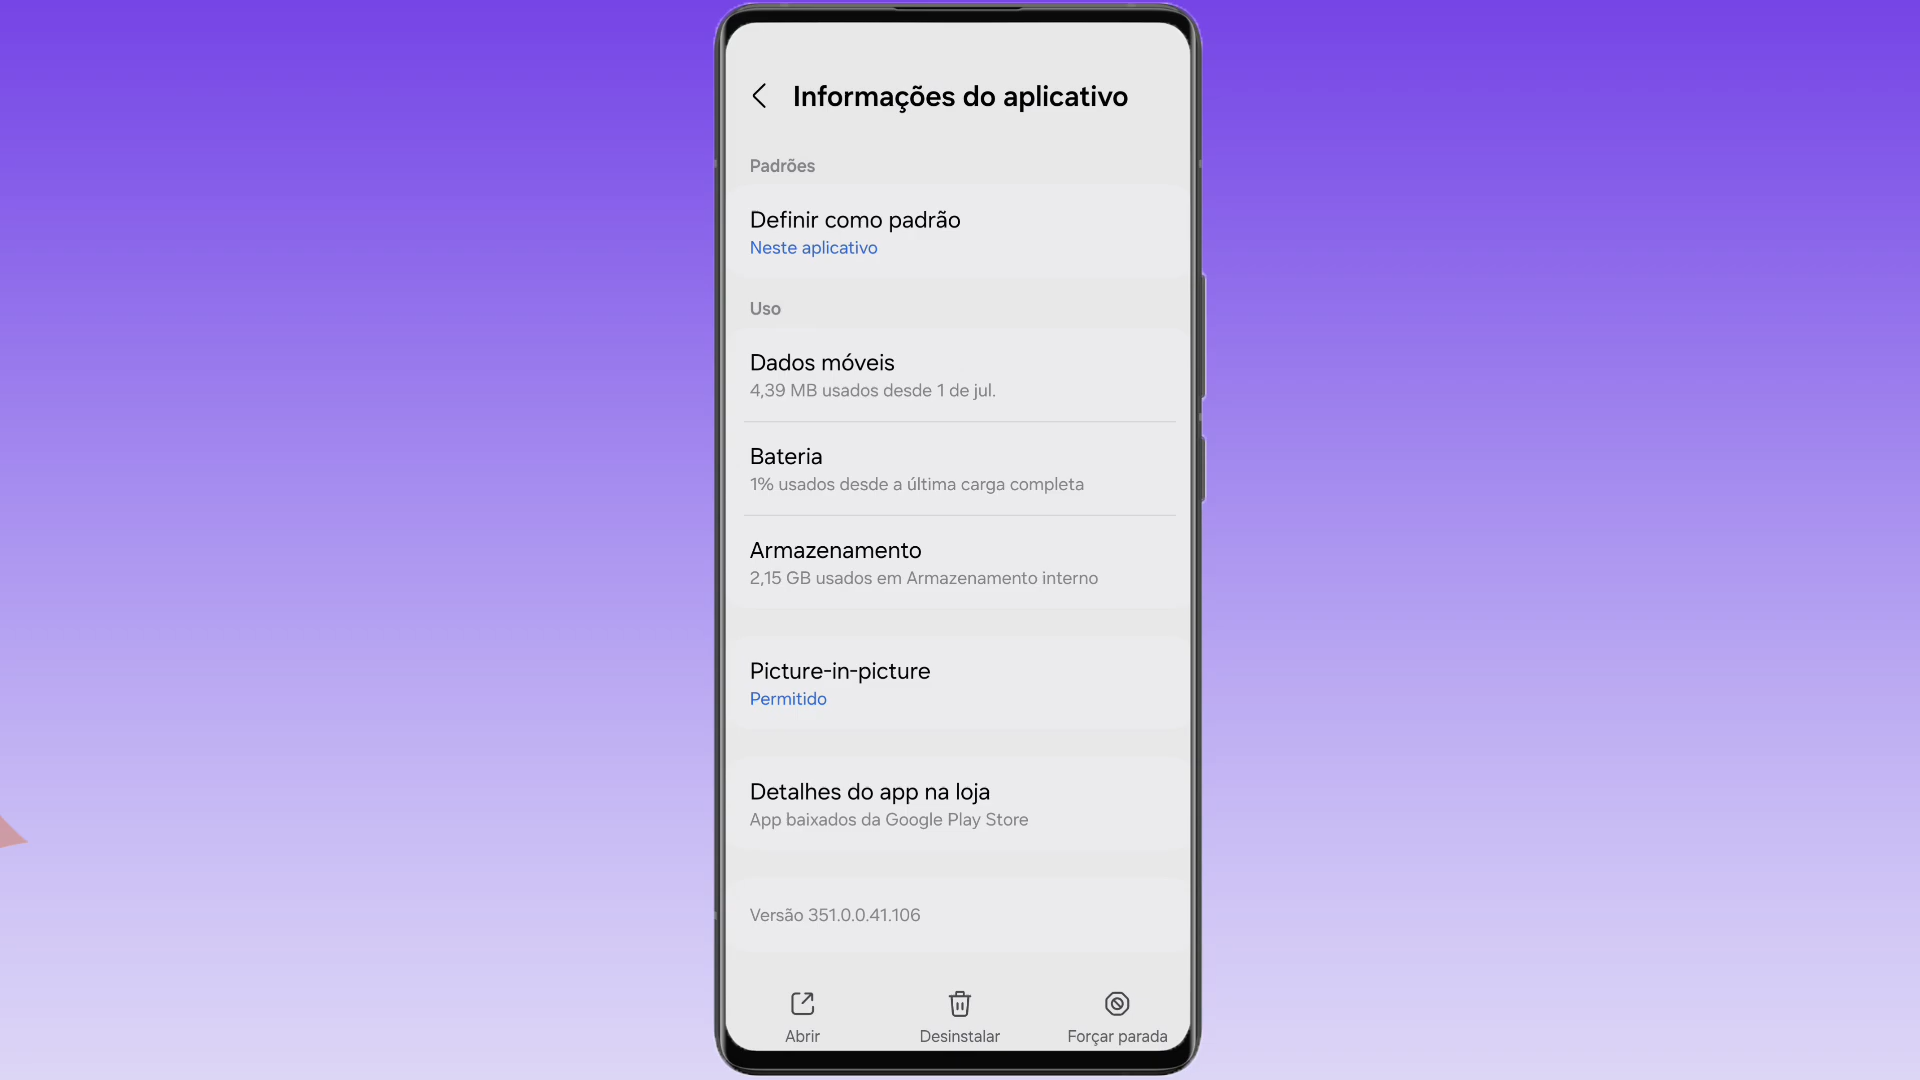 Informações do aplicativo
Padrões
Definir como padrão
Neste aplicativo
Uso
Dados móveis
4,39 MB usados desde 1 de jul.
Bateria
1% usados desde a última carga completa
Armazenamento
2,15 GB usados em Armazenamento interno
Picture-in-picture
Permitido
Detalhes do app na loja
App baixados da Google Play Store
Versão 351.0.0.41.106
Abrir
Desinstalar
Forçar parada